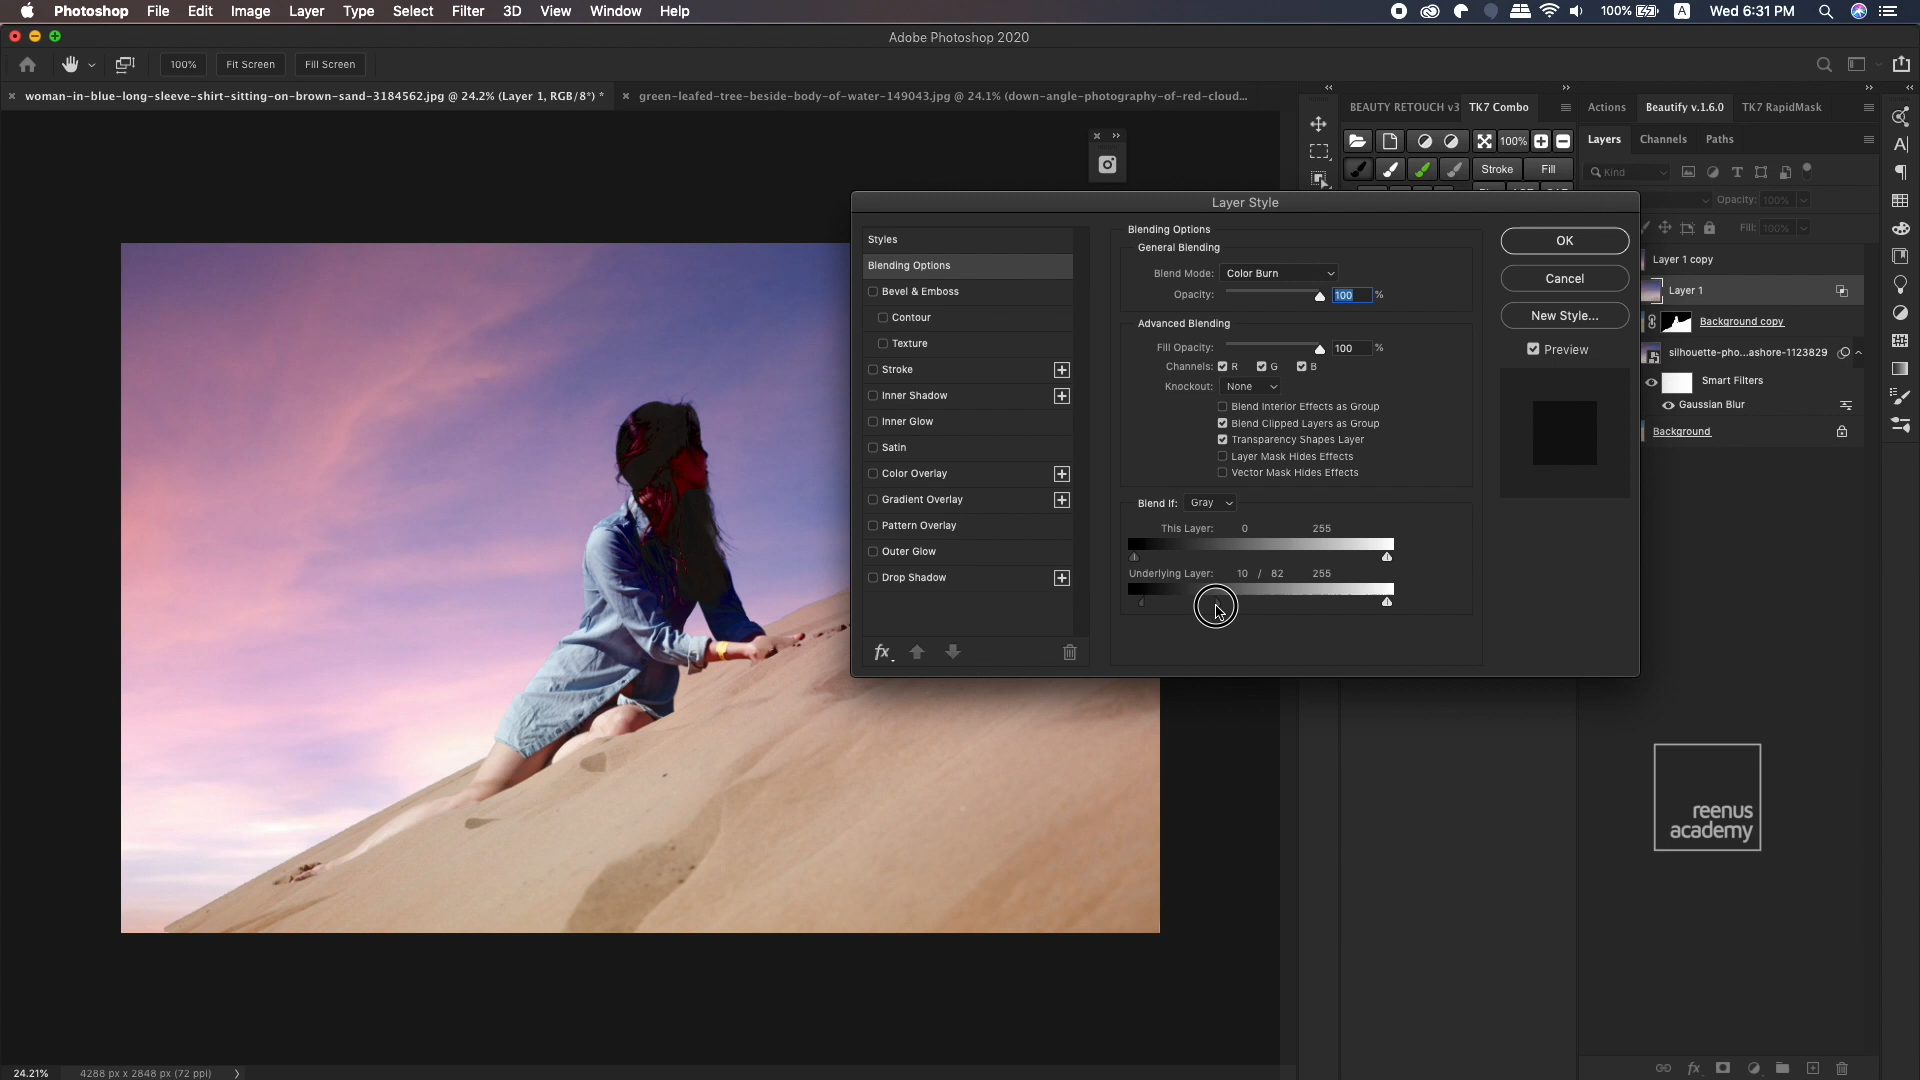 Photoshop File Edit Image Layer Type Select Filter 3D View Window Help
100% A Wed 6:31 PM
Adobe Photoshop 2020
100% Fit Screen Fill Screen
× woman-in-blue-long-sleeve-shirt-sitting-on-brown-sand-3184562.jpg @ 24.2% (Layer 1, RGB/8*) *
× green-leafed-tree-beside-body-of-water-149043.jpg @ 24.1% (down-angle-photography-of-red-cloud...
BEAUTY RETOUCH v3 TK7 Combo
Actions Beautify v.1.6.0 TK7 RapidMask
100%
Stroke Fill
Layers Channels Paths
Kind
Opacity: 100%
Fill: 100%
Layer 1 copy
Layer 1
Background copy
silhouette-pho...ashore-1123829
Smart Filters
Gaussian Blur
Background
Layer Style
Styles
Blending Options
Bevel & Emboss
Contour
Texture
Stroke
Inner Shadow
Inner Glow
Satin
Color Overlay
Gradient Overlay
Pattern Overlay
Outer Glow
Drop Shadow
fx
Blending Options
General Blending
Blend Mode: Color Burn
Opacity: 100 %
Advanced Blending
Fill Opacity: 100 %
Channels: R G B
Knockout: None
Blend Interior Effects as Group
Blend Clipped Layers as Group
Transparency Shapes Layer
Layer Mask Hides Effects
Vector Mask Hides Effects
Blend If: Gray
This Layer: 0 255
Underlying Layer: 10 / 82 255
OK
Cancel
New Style...
Preview
reenus
academy
24.21% 4288 px x 2848 px (72 ppi)
fx